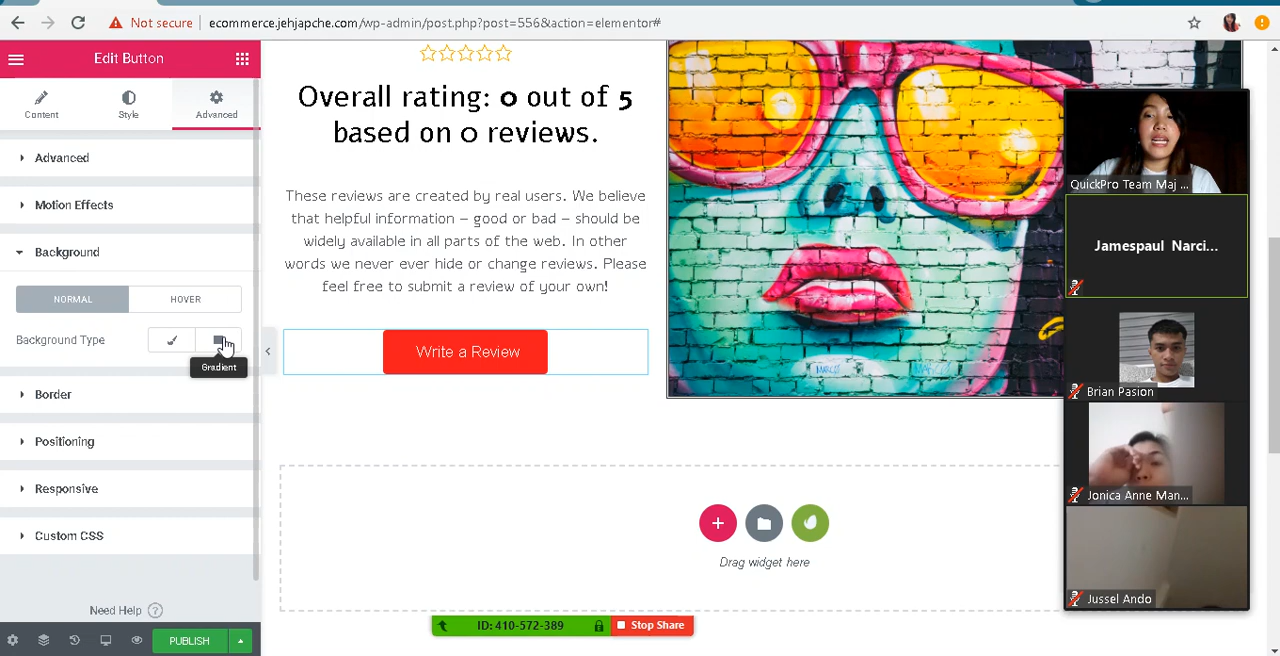 Not secure
ecommerce.jehjapche.com/wp-admin/post.php?post=556&action=elementor#
Edit Button
Content
Style
Advanced
Advanced
Motion Effects
Background
NORMAL
HOVER
Background Type
Gradient
Border
Positioning
Responsive
Custom CSS
Need Help
?
PUBLISH
Overall rating: 0 out of 5
based on 0 reviews.
These reviews are created by real users. We believe
that helpful information – good or bad – should be
widely available in all parts of the web. In other
words we never ever hide or change reviews. Please
feel free to submit a review of your own!
Write a Review
Drag widget here
ID: 410-572-389
Stop Share
QuickPro Team Maj ...
Jamespaul Narci...
Brian Pasion
Jonica Anne Man...
Jussel Ando